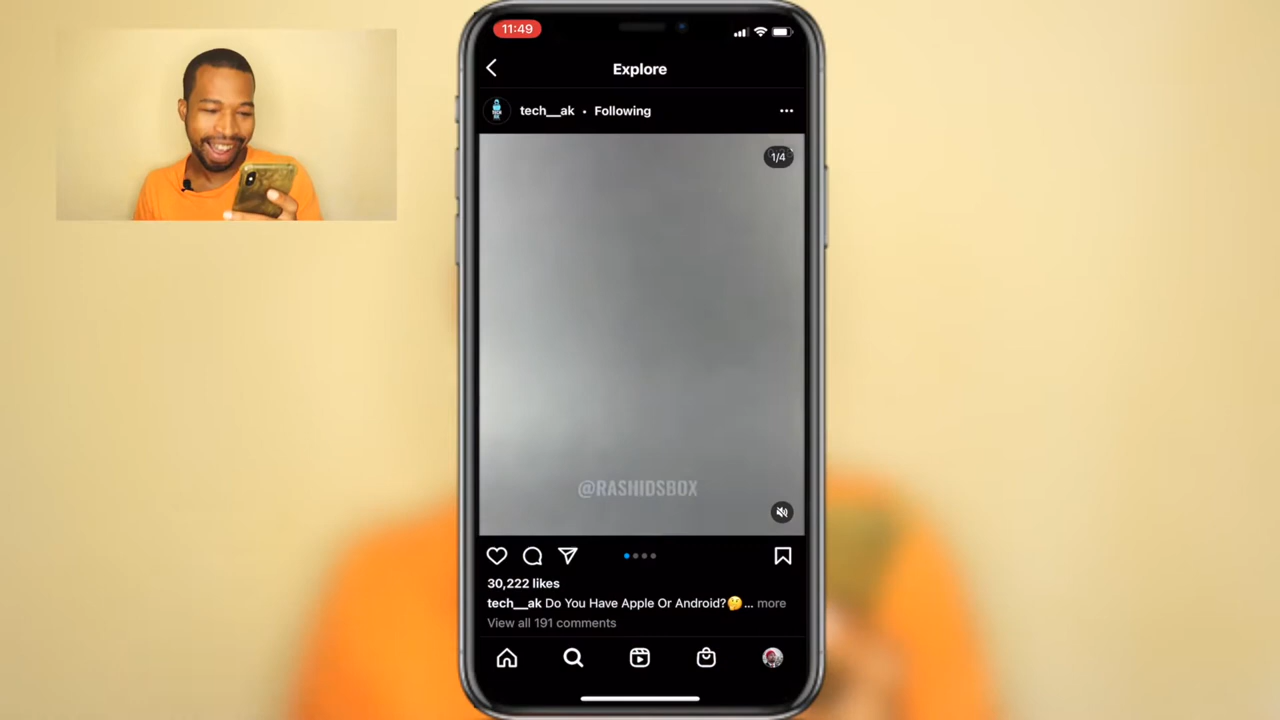 11:49
Explore
tech__ak • Following
1/4
@RASHIDSBOX
30,222 likes
tech__ak Do You Have Apple Or Android?🤔... more
View all 191 comments